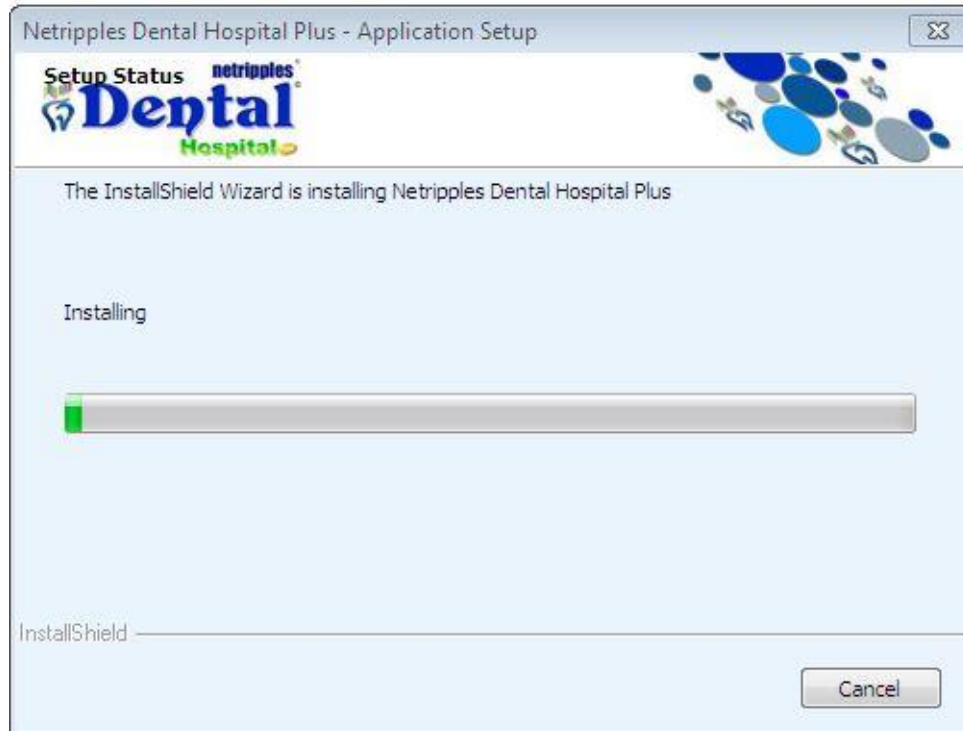 Netripples Dental Hospital Plus - Application Setup
Setup Status
netripples
Dental
Hospital
The InstallShield Wizard is installing Netripples Dental Hospital Plus
Installing
InstallShield
Cancel